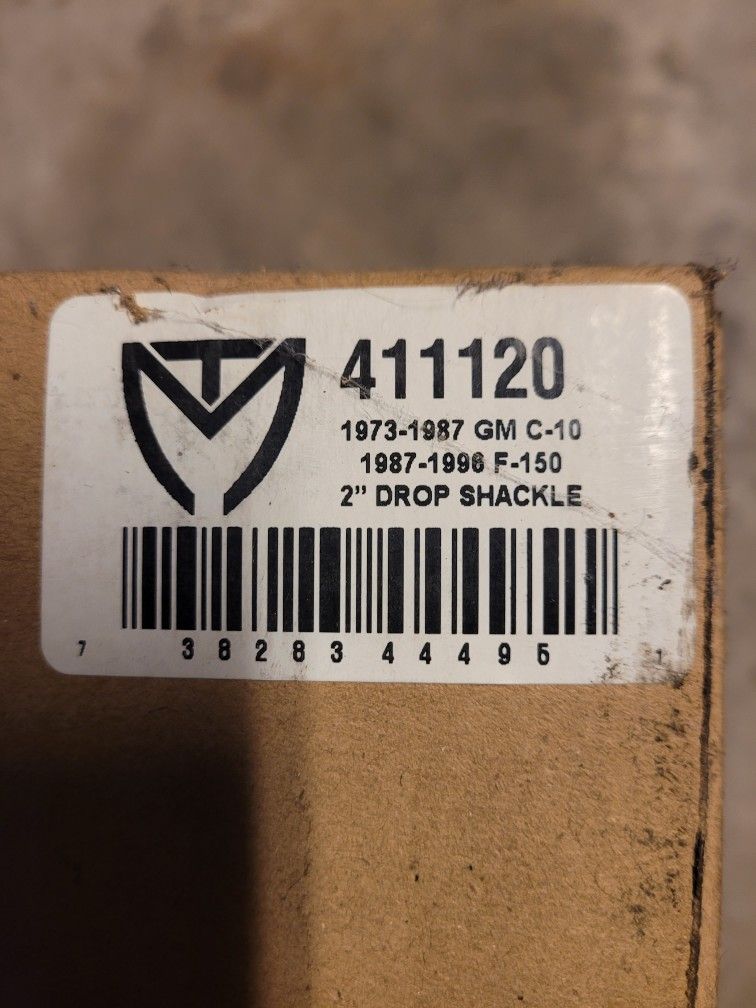 411120
1973-1987 GM C-10
1987-1996 F-150
2” DROP SHACKLE
7 38283 44495 1